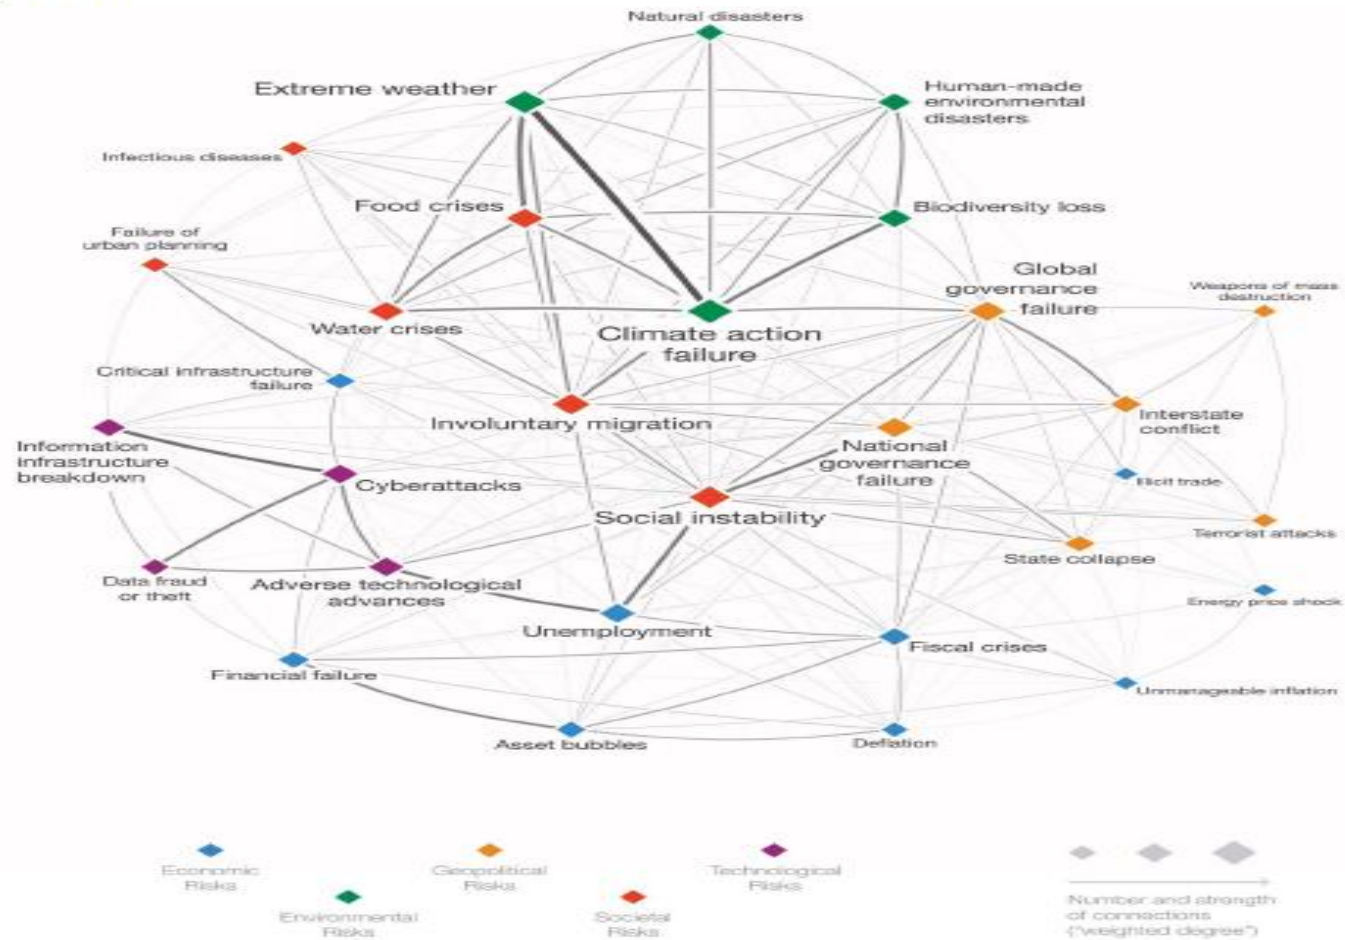 Natural disasters
Extreme weather
Human-made
environmental
disasters
Infectious diseases
Food crises
Biodiversity loss
Failure of
urban planning
Global
governance
failure
Weapons of mass
destruction
Water crises
Climate action
failure
Critical infrastructure
failure
Involuntary migration
Interstate
conflict
Information
infrastructure
breakdown
National
governance
failure
Cyberattacks
Illicit trade
Social instability
Terrorist attacks
State collapse
Data fraud
or theft
Adverse technological
advances
Energy price shock
Unemployment
Fiscal crises
Financial failure
Unmanageable inflation
Asset bubbles
Deflation
Economic
Risks
Geopolitical
Risks
Technological
Risks
Environmental
Risks
Societal
Risks
Number and strength
of connections
("weighted degree")